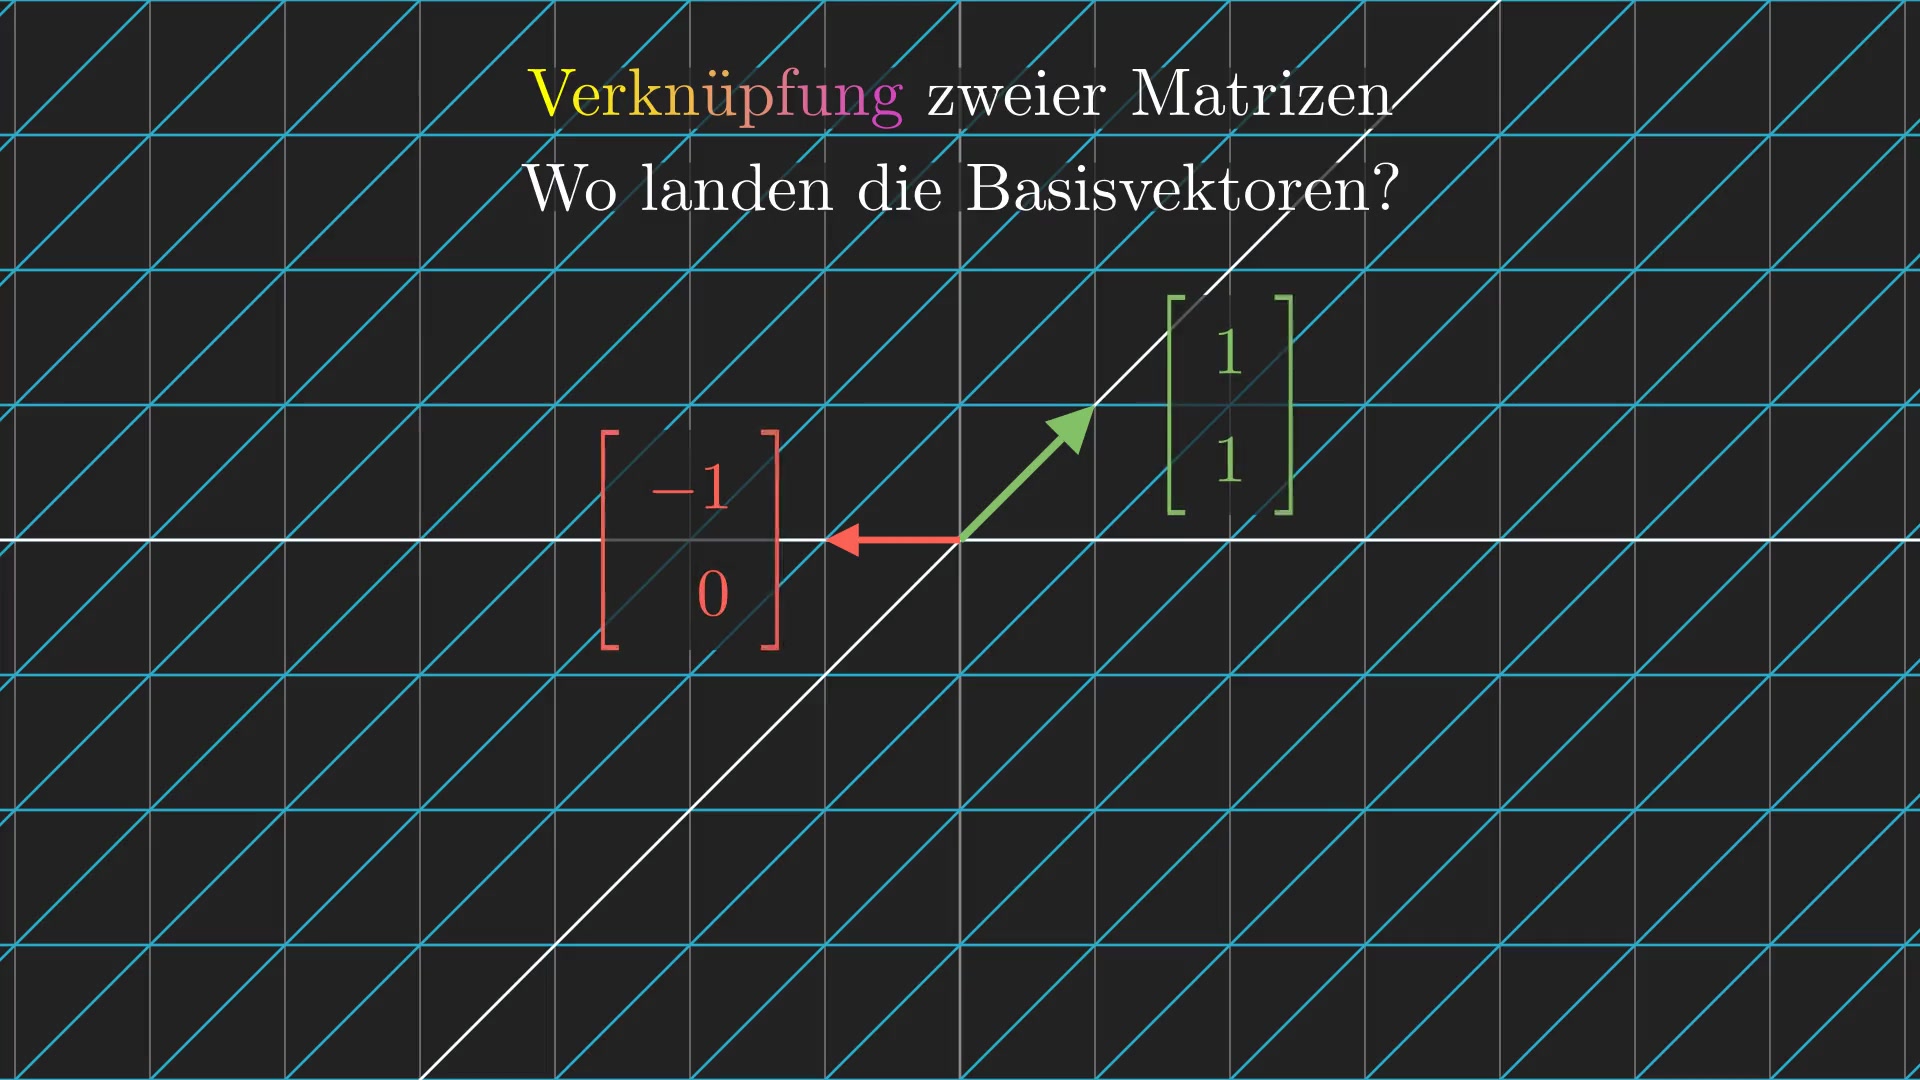 Verknüpfung zweier Matrizen
Wo landen die Basisvektoren?
1
1
−1
0